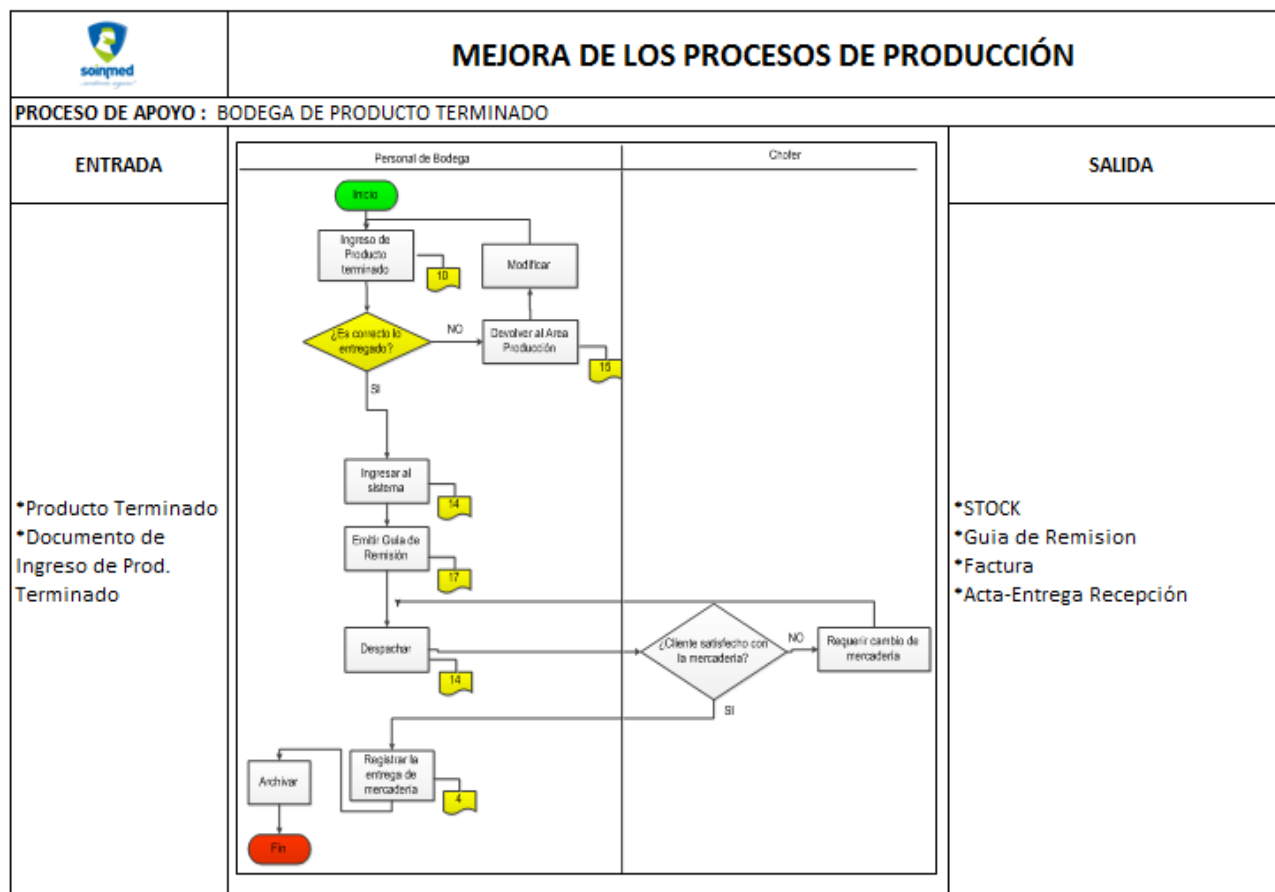 soinmed
MEJORA DE LOS PROCESOS DE PRODUCCIÓN
PROCESO DE APOYO : BODEGA DE PRODUCTO TERMINADO
ENTRADA
Personal de Bodega
Chofer
SALIDA
Inicio
Ingreso de
Producto
terminado
10
Modificar
¿Es correcto lo
entregado?
NO
Devolver al Area
Producción
15
SI
Ingresar al
sistema
14
Emitir Guía de
Remisión
17
Despachar
14
¿Cliente satisfecho con
la mercadería?
NO
Requerir cambio de
mercadería
SI
Registrar la
entrega de
mercadería
4
Archivar
Fin
*Producto Terminado
*Documento de
Ingreso de Prod.
Terminado
*STOCK
*Guia de Remision
*Factura
*Acta-Entrega Recepción